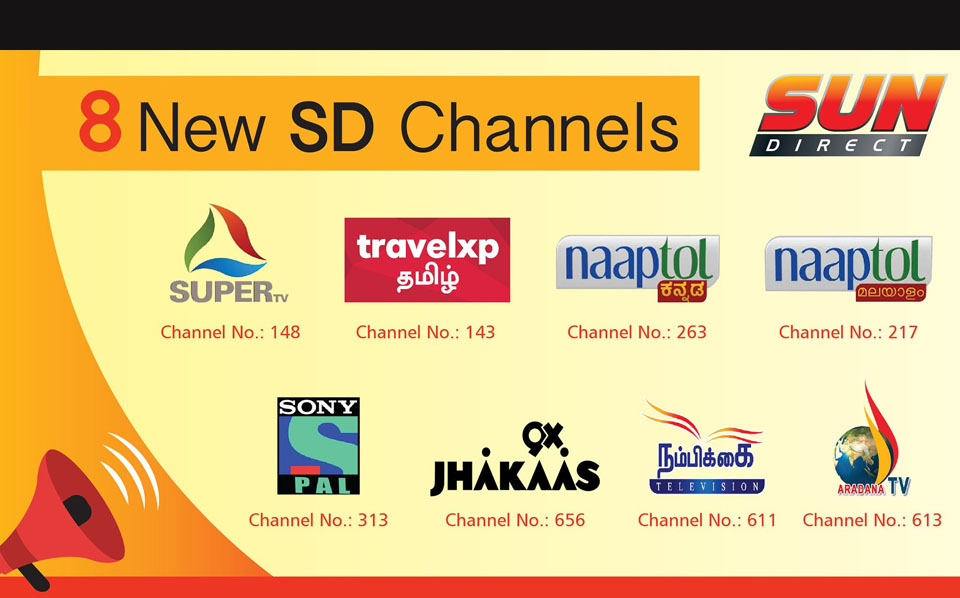 8 New SD Channels
SUN
DIRECT
SUPER TV
Channel No.: 148
travelxp
தமிழ்
Channel No.: 143
naaptol
ಕನ್ನಡ
Channel No.: 263
naaptol
മലയാളം
Channel No.: 217
SONY
PAL
Channel No.: 313
9X
JHAKAAS
Channel No.: 656
நம்பிக்கை
TELEVISION
Channel No.: 611
ARADANA TV
Channel No.: 613